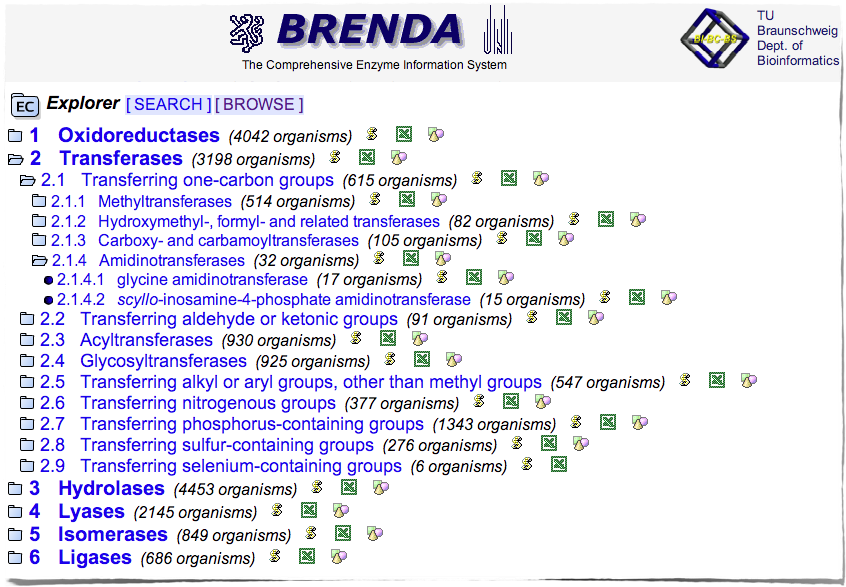 BRENDA
The Comprehensive Enzyme Information System
TU
Braunschweig
Dept. of
Bioinformatics
BI-BC-BS
EC Explorer [ SEARCH ] [ BROWSE ]
1 Oxidoreductases (4042 organisms)
2 Transferases (3198 organisms)
2.1 Transferring one-carbon groups (615 organisms)
2.1.1 Methyltransferases (514 organisms)
2.1.2 Hydroxymethyl-, formyl- and related transferases (82 organisms)
2.1.3 Carboxy- and carbamoyltransferases (105 organisms)
2.1.4 Amidinotransferases (32 organisms)
2.1.4.1 glycine amidinotransferase (17 organisms)
2.1.4.2 scyllo-inosamine-4-phosphate amidinotransferase (15 organisms)
2.2 Transferring aldehyde or ketonic groups (91 organisms)
2.3 Acyltransferases (930 organisms)
2.4 Glycosyltransferases (925 organisms)
2.5 Transferring alkyl or aryl groups, other than methyl groups (547 organisms)
2.6 Transferring nitrogenous groups (377 organisms)
2.7 Transferring phosphorus-containing groups (1343 organisms)
2.8 Transferring sulfur-containing groups (276 organisms)
2.9 Transferring selenium-containing groups (6 organisms)
3 Hydrolases (4453 organisms)
4 Lyases (2145 organisms)
5 Isomerases (849 organisms)
6 Ligases (686 organisms)